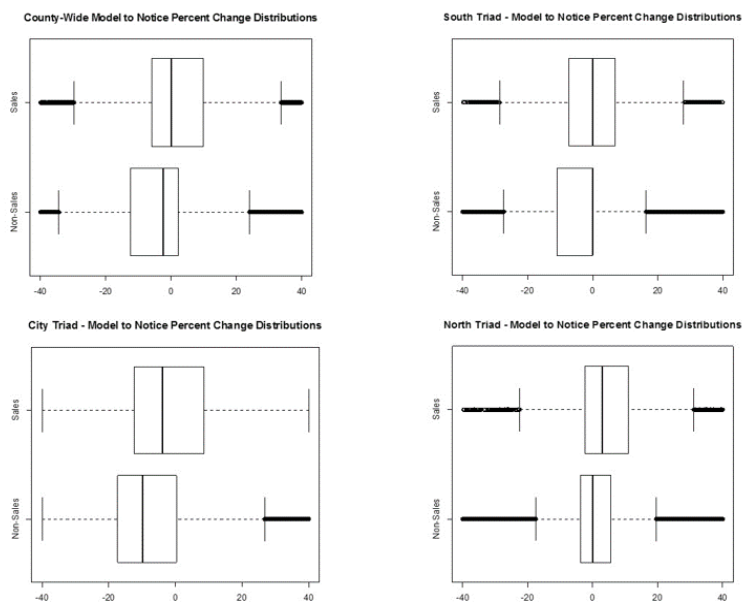 County-Wide Model to Notice Percent Change Distributions
Sales
Non-Sales
-40 -20 0 20 40
South Triad - Model to Notice Percent Change Distributions
Sales
Non-Sales
-40 -20 0 20 40
City Triad - Model to Notice Percent Change Distributions
Sales
Non-Sales
-40 -20 0 20 40
North Triad - Model to Notice Percent Change Distributions
Sales
Non-Sales
-40 -20 0 20 40